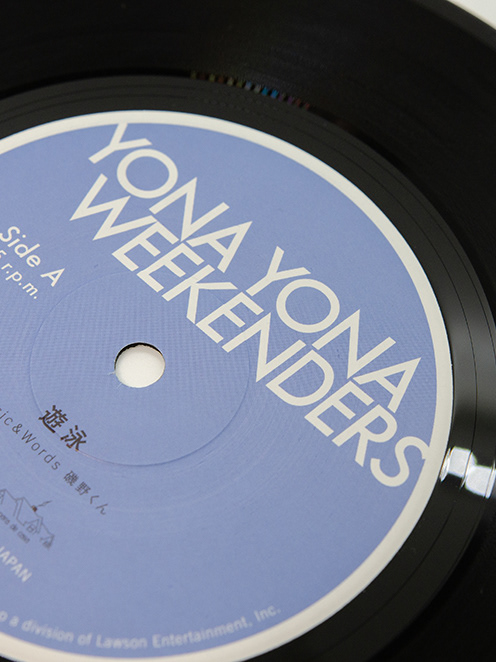 YONA YONA
WEEKENDERS
Side A
r.p.m.
遊泳
&Words 磯野くん
JAPAN
a division of Lawson Entertainment, Inc.